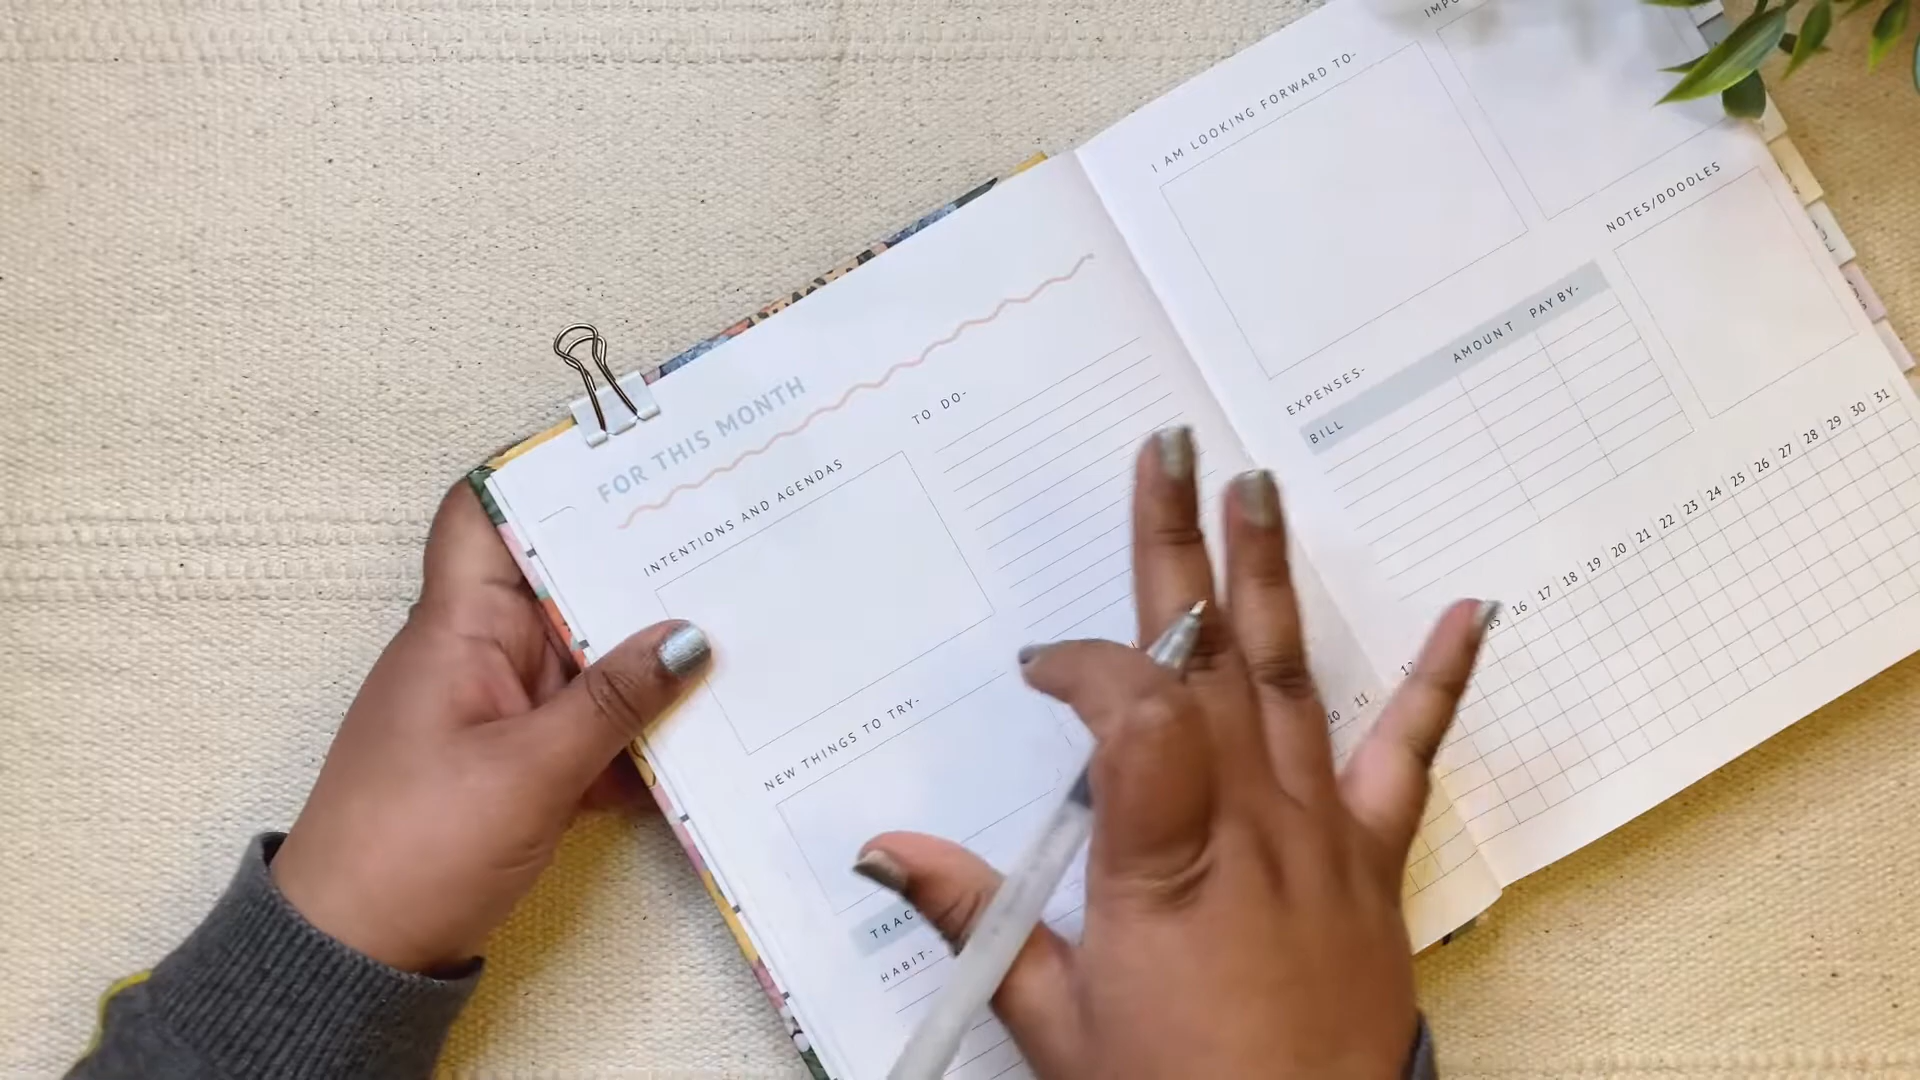 FOR THIS MONTH
INTENTIONS AND AGENDAS
TO DO-
NEW THINGS TO TRY-
HABIT-
I AM LOOKING FORWARD TO-
NOTES/DOODLES
EXPENSES-
BILL AMOUNT PAY BY-
10 11 15 16 17 18 19 20 21 22 23 24 25 26 27 28 29 30 31